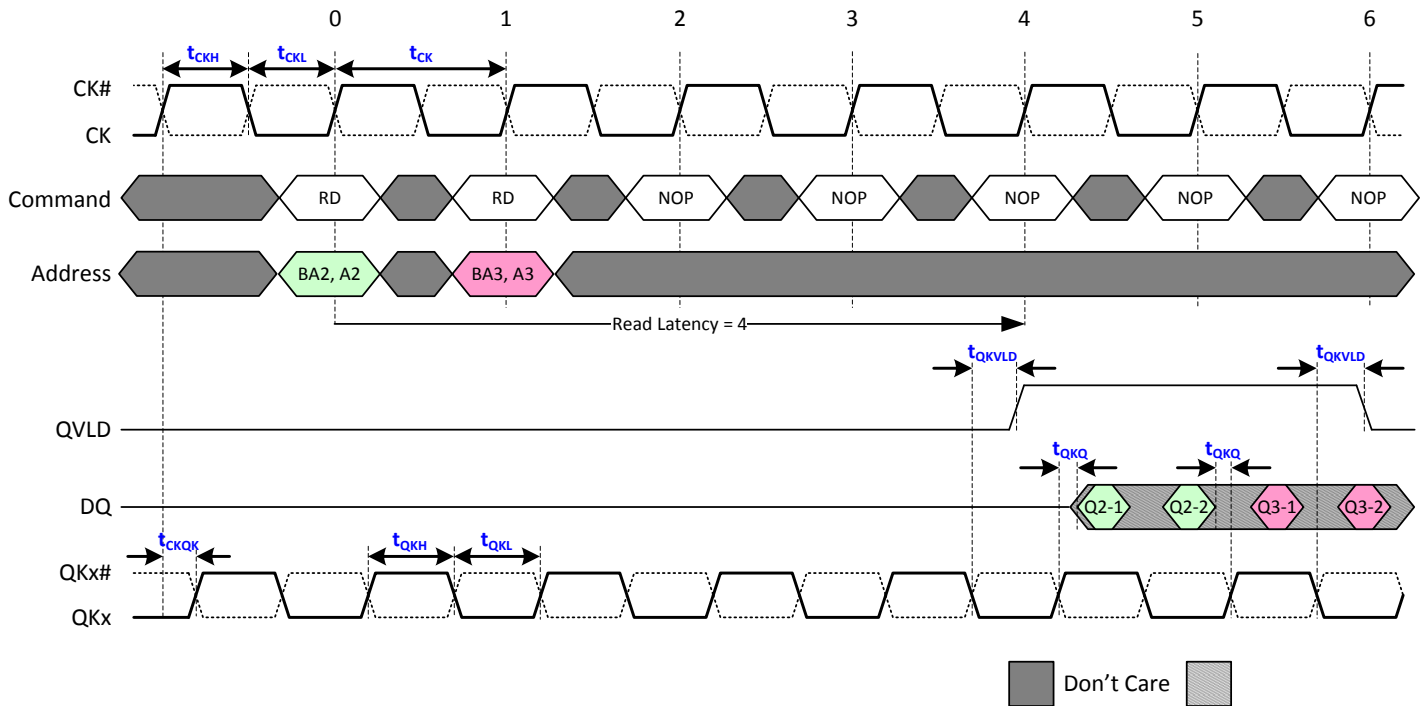 0 1 2 3 4 5 6
tCKH tCKL tCK
CK#
CK
Command RD RD NOP NOP NOP NOP NOP
Address BA2, A2 BA3, A3
Read Latency = 4
tQKVLD tQKVLD
QVLD
tQKQ tQKQ
DQ Q2-1 Q2-2 Q3-1 Q3-2
tCKQK tQKH tQKL
QKx#
QKx
Don't Care